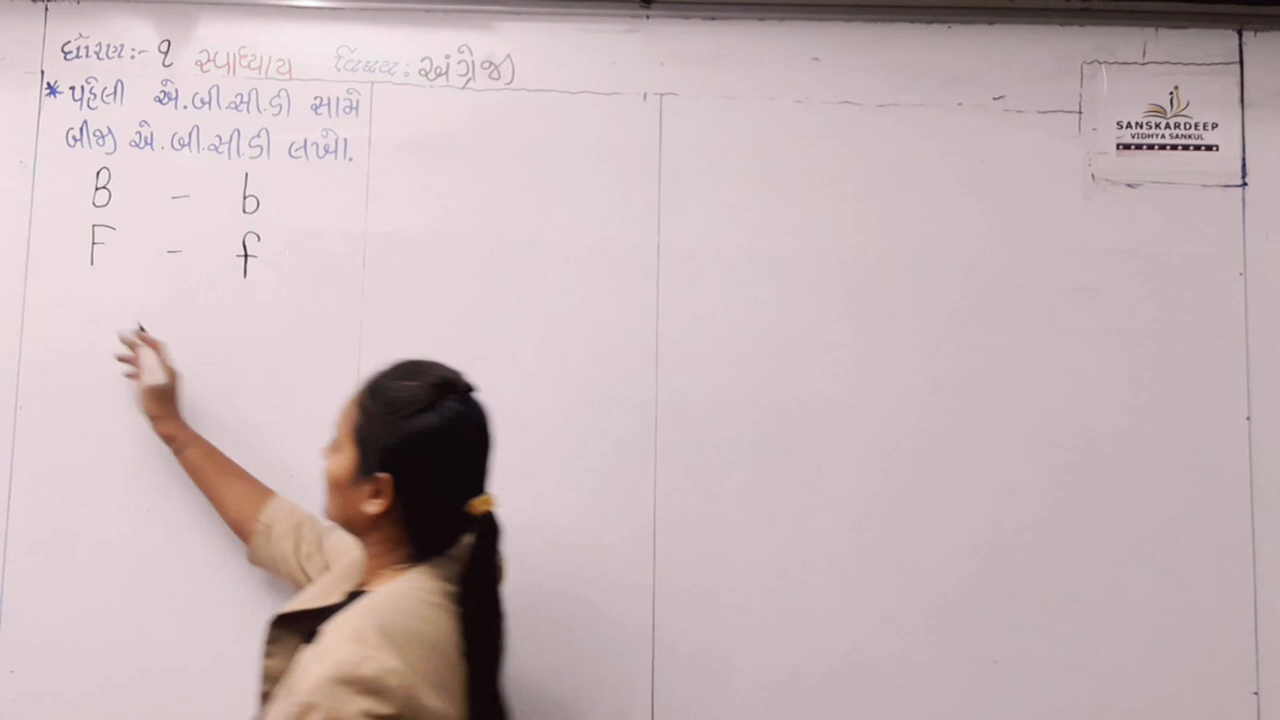 ધોરણ:- ૧ સ્વાધ્યાય વિષય: અંગ્રેજી
* પહેલી એ.બી.સી.ડી સામે
બીજી એ.બી.સી.ડી લખો.
B - b
F - f
SANSKARDEEP
VIDHYA SANKUL